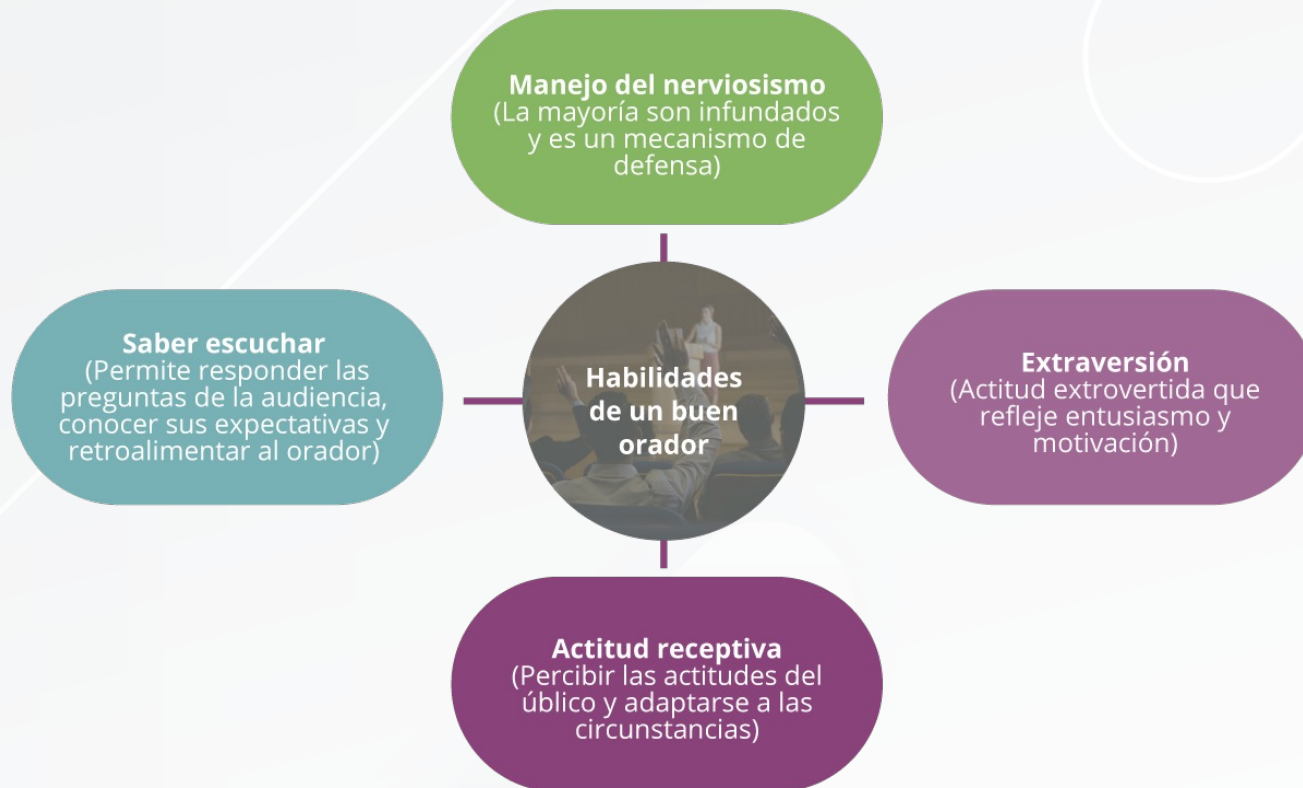 Manejo del nerviosismo
(La mayoría son infundados
y es un mecanismo de
defensa)
Saber escuchar
(Permite responder las
preguntas de la audiencia,
conocer sus expectativas y
retroalimentar al orador)
Habilidades
de un buen
orador
Extraversión
(Actitud extrovertida que
refleje entusiasmo y
motivación)
Actitud receptiva
(Percibir las actitudes del
úblico y adaptarse a las
circunstancias)